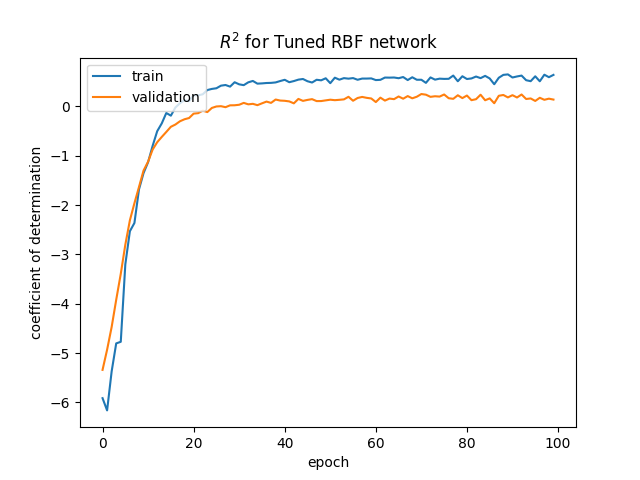 R² for Tuned RBF network
train
validation
coefficient of determination
0
−1
−2
−3
−4
−5
−6
0 20 40 60 80 100
epoch